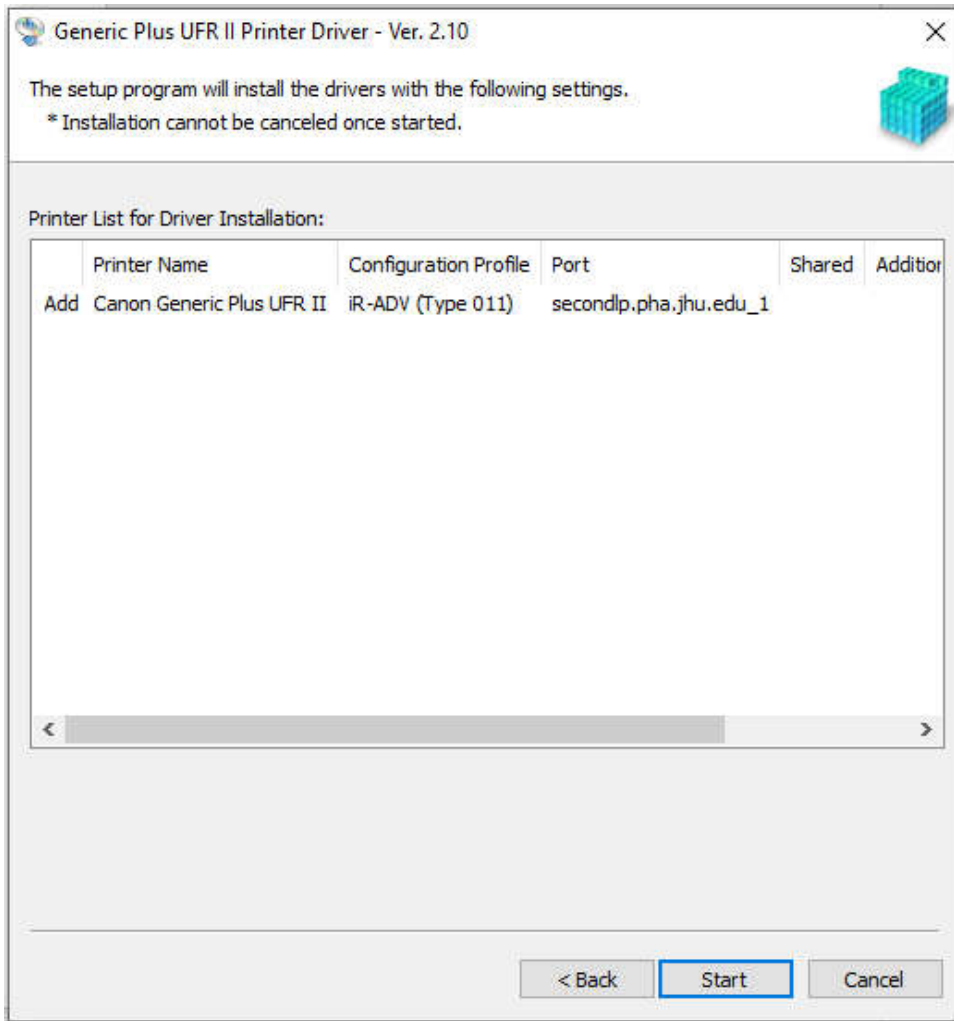 Generic Plus UFR II Printer Driver - Ver. 2.10
The setup program will install the drivers with the following settings.
* Installation cannot be canceled once started.
Printer List for Driver Installation:
Printer Name Configuration Profile Port Shared Addition
Add Canon Generic Plus UFR II iR-ADV (Type 011) secondlp.pha.jhu.edu_1
< Back Start Cancel